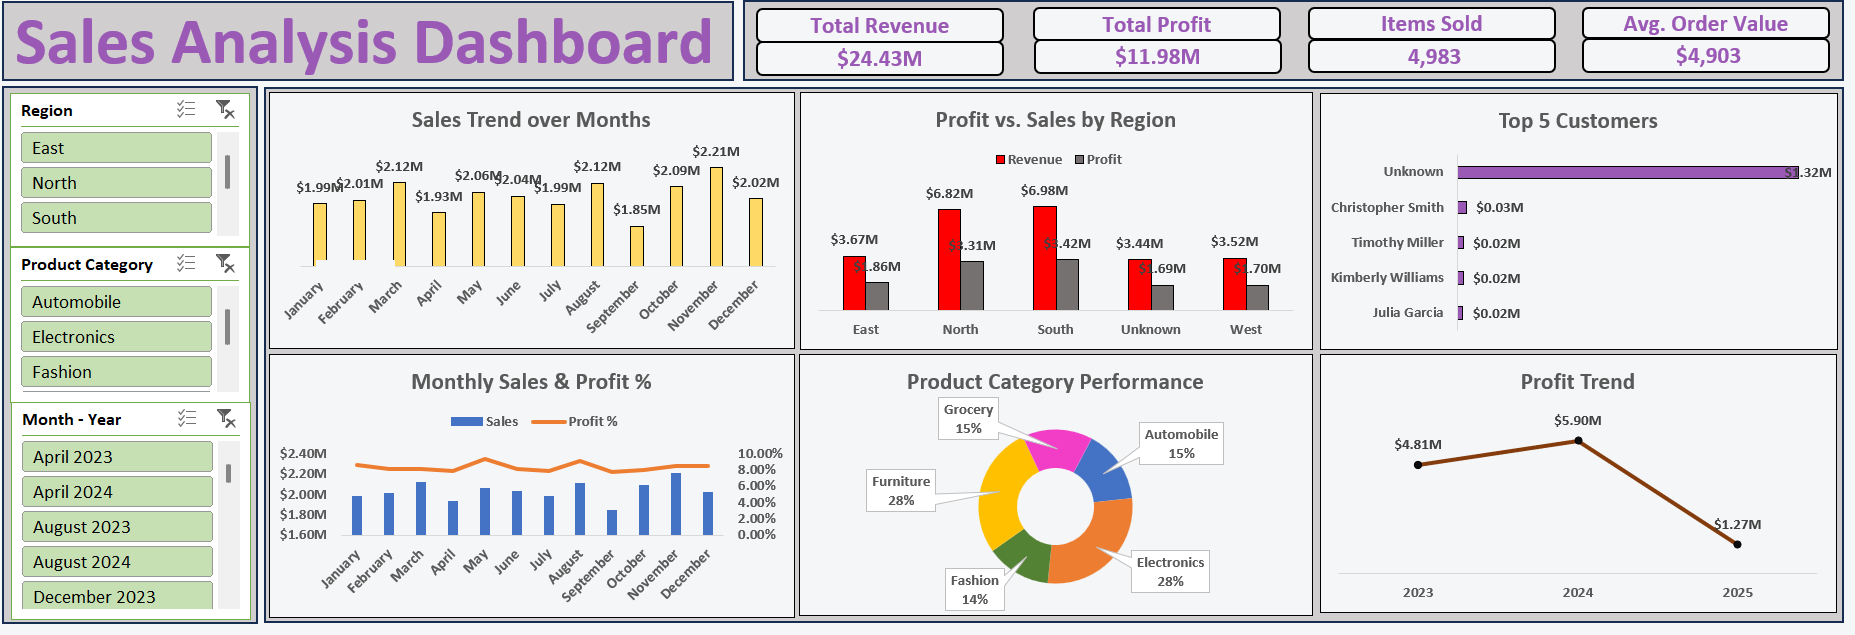 Sales Analysis Dashboard
Total Revenue
$24.43M
Total Profit
$11.98M
Items Sold
4,983
Avg. Order Value
$4,903
Region
East
North
South
Product Category
Automobile
Electronics
Fashion
Month - Year
April 2023
April 2024
August 2023
August 2024
December 2023
Sales Trend over Months
$1.99M
$2.01M
$2.12M
$1.93M
$2.06M
$2.04M
$1.99M
$2.12M
$1.85M
$2.09M
$2.21M
$2.02M
January
February
March
April
May
June
July
August
September
October
November
December
Profit vs. Sales by Region
Revenue
Profit
$3.67M
$1.86M
$6.82M
$3.31M
$6.98M
$3.42M
$3.44M
$1.69M
$3.52M
$1.70M
East
North
South
Unknown
West
Top 5 Customers
Unknown
$1.32M
Christopher Smith
$0.03M
Timothy Miller
$0.02M
Kimberly Williams
$0.02M
Julia Garcia
$0.02M
Monthly Sales & Profit %
Sales
Profit %
$2.40M
$2.20M
$2.00M
$1.80M
$1.60M
10.00%
8.00%
6.00%
4.00%
2.00%
0.00%
January
February
March
April
May
June
July
August
September
October
November
December
Product Category Performance
Grocery
15%
Automobile
15%
Furniture
28%
Electronics
28%
Fashion
14%
Profit Trend
$4.81M
$5.90M
$1.27M
2023
2024
2025